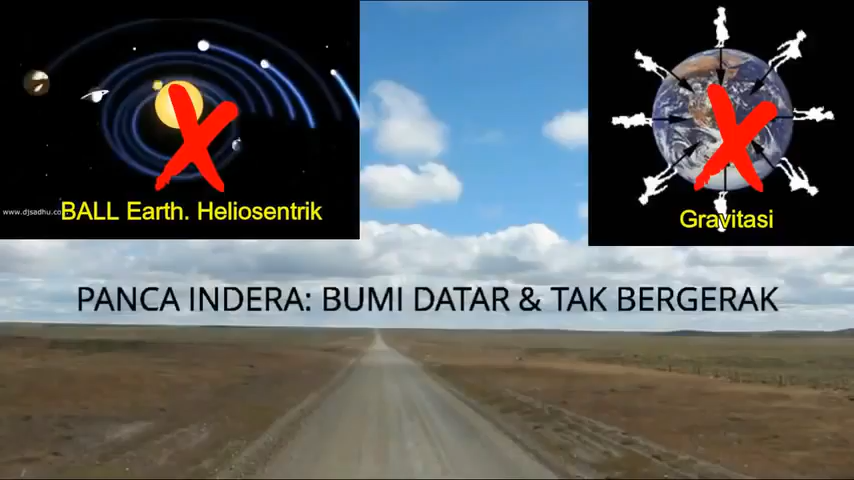 www.djsadhu.co
BALL Earth. Heliosentrik
Gravitasi
PANCA INDERA: BUMI DATAR & TAK BERGERAK